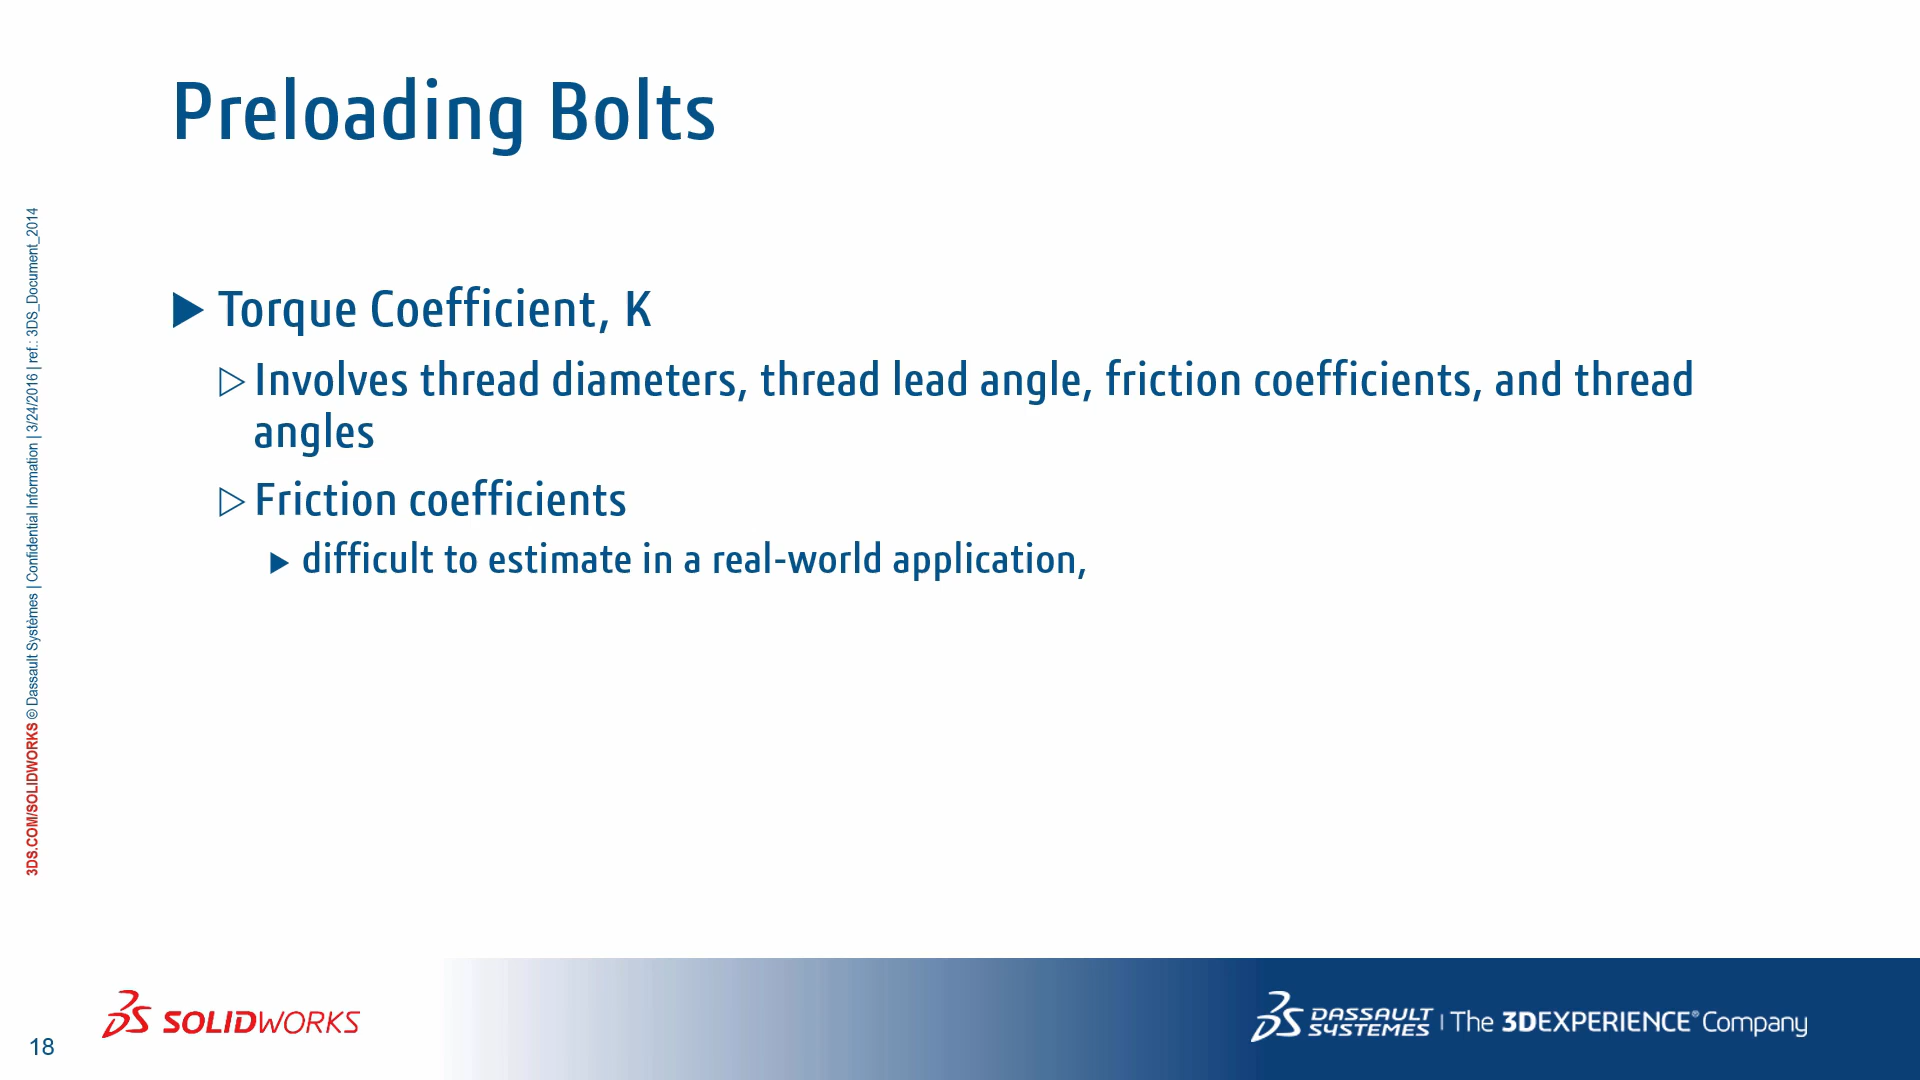 Preloading Bolts
Torque Coefficient, K
Involves thread diameters, thread lead angle, friction coefficients, and thread
angles
Friction coefficients
difficult to estimate in a real-world application,
3DS.COM/SOLIDWORKS © Dassault Systèmes | Confidential Information | 3/24/2016 | ref.: 3DS_Document_2014
18
SOLIDWORKS
DASSAULT
SYSTEMES | The 3DEXPERIENCE® Company